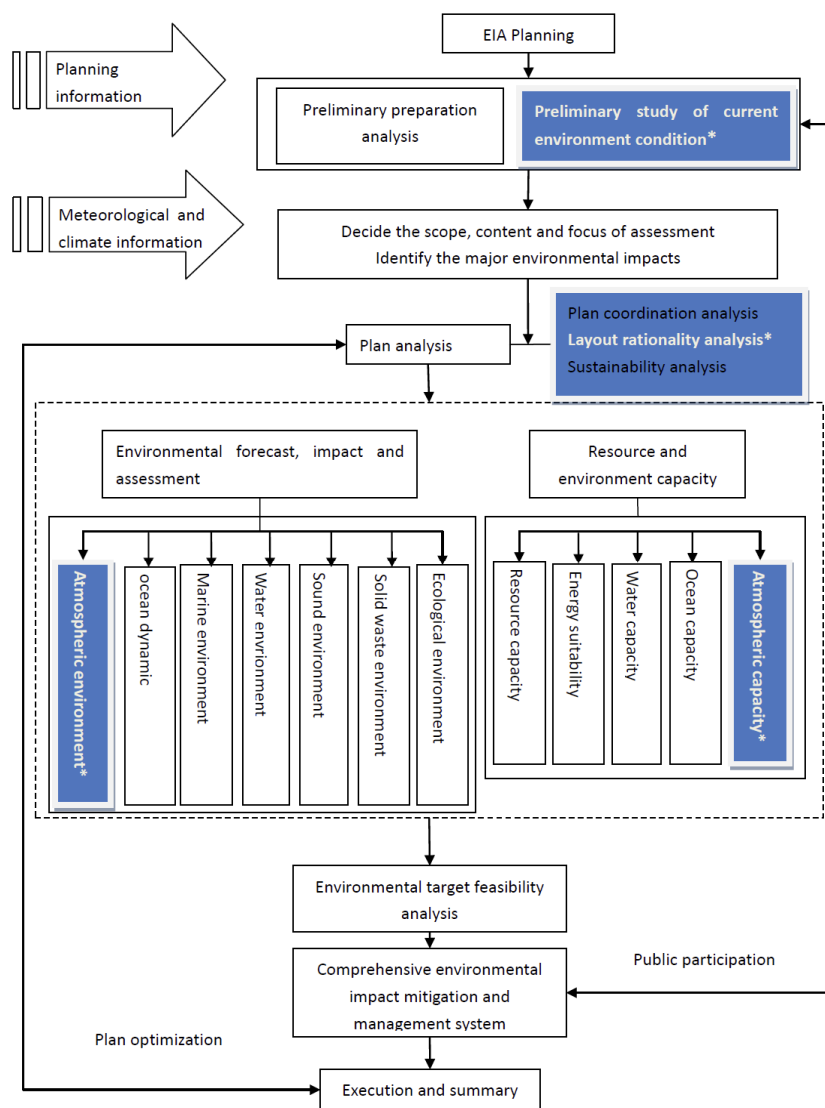 EIA Planning
Planning
information
Preliminary preparation
analysis
Preliminary study of current
environment condition*
Meteorological and
climate information
Decide the scope, content and focus of assessment
Identify the major environmental impacts
Plan analysis
Plan coordination analysis
Layout rationality analysis*
Sustainability analysis
Environmental forecast, impact and
assessment
Resource and
environment capacity
Atmospheric environment*
ocean dynamic
Marine environment
Water envrionment
Sound environment
Solid waste environment
Ecological environment
Resource capacity
Energy suitability
Water capacity
Ocean capacity
Atmospheric capacity*
Environmental target feasibility
analysis
Comprehensive environmental
impact mitigation and
management system
Public participation
Plan optimization
Execution and summary